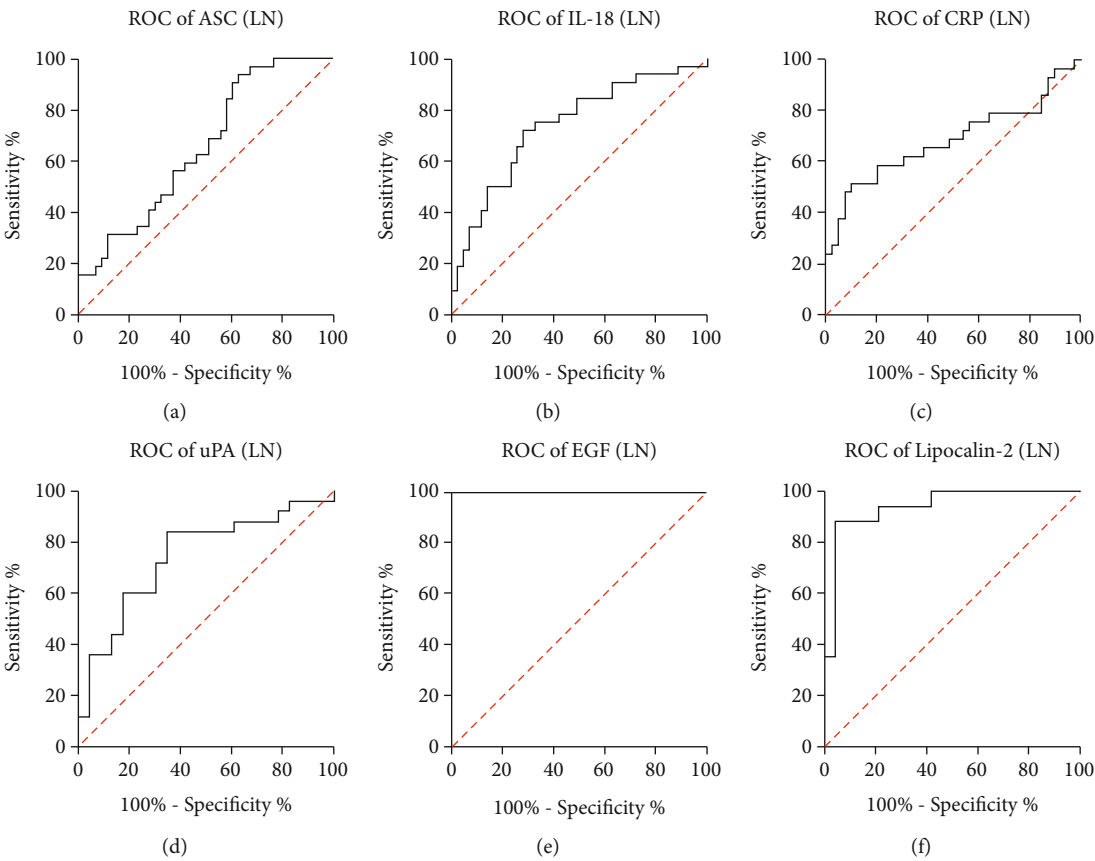 ROC of ASC (LN)
100
80
60
40
20
0
Sensitivity %
0 20 40 60 80 100
100% - Specificity %
(a)
ROC of IL-18 (LN)
100
80
60
40
20
0
Sensitivity %
0 20 40 60 80 100
100% - Specificity %
(b)
ROC of CRP (LN)
100
80
60
40
20
0
Sensitivity %
0 20 40 60 80 100
100% - Specificity %
(c)
ROC of uPA (LN)
100
80
60
40
20
0
Sensitivity %
0 20 40 60 80 100
100% - Specificity %
(d)
ROC of EGF (LN)
100
80
60
40
20
0
Sensitivity %
0 20 40 60 80 100
100% - Specificity %
(e)
ROC of Lipocalin-2 (LN)
100
80
60
40
20
0
Sensitivity %
0 20 40 60 80 100
100% - Specificity %
(f)